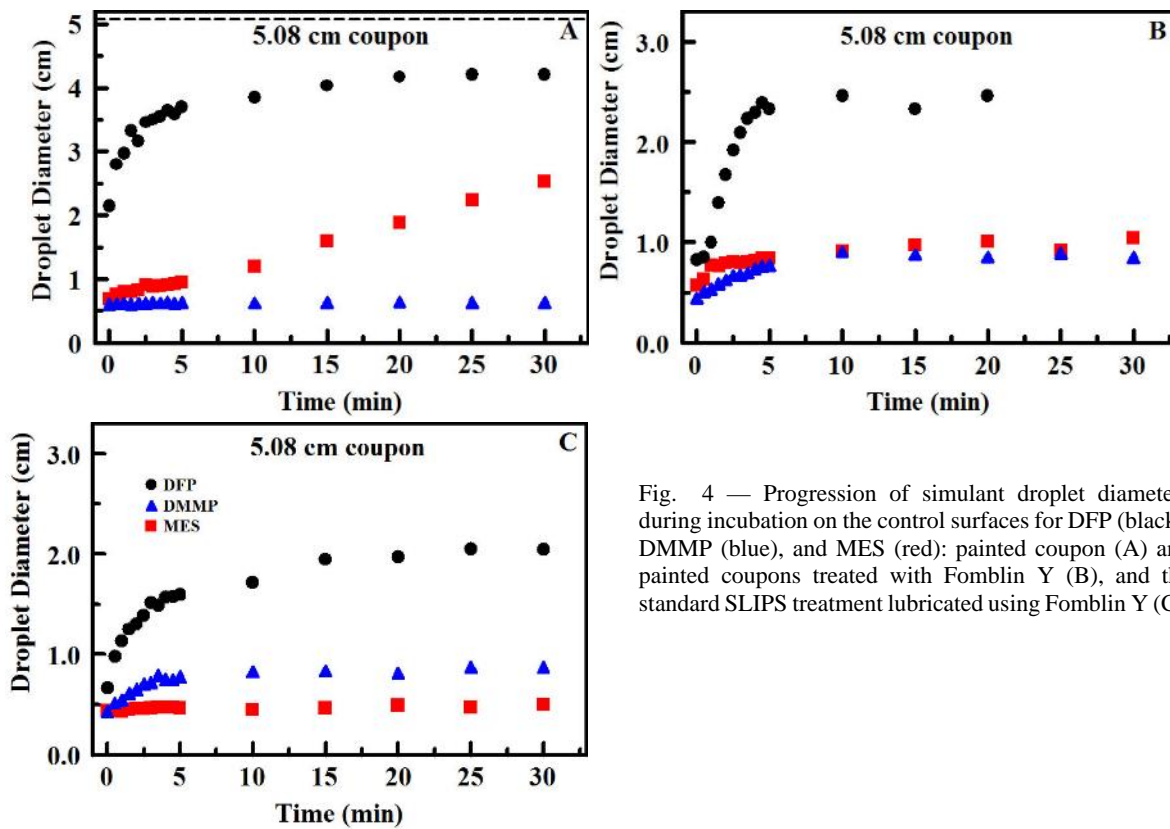 5.08 cm coupon
A
Droplet Diameter (cm)
5
4
3
2
1
0
0 5 10 15 20 25 30
Time (min)
5.08 cm coupon
B
Droplet Diameter (cm)
3.0
2.0
1.0
0.0
0 5 10 15 20 25 30
Time (min)
5.08 cm coupon
C
Droplet Diameter (cm)
3.0
2.0
1.0
0.0
DFP
DMMP
MES
0 5 10 15 20 25 30
Time (min)
Fig. 4 — Progression of simulant droplet diamete
during incubation on the control surfaces for DFP (black
DMMP (blue), and MES (red): painted coupon (A) an
painted coupons treated with Fomblin Y (B), and th
standard SLIPS treatment lubricated using Fomblin Y (C